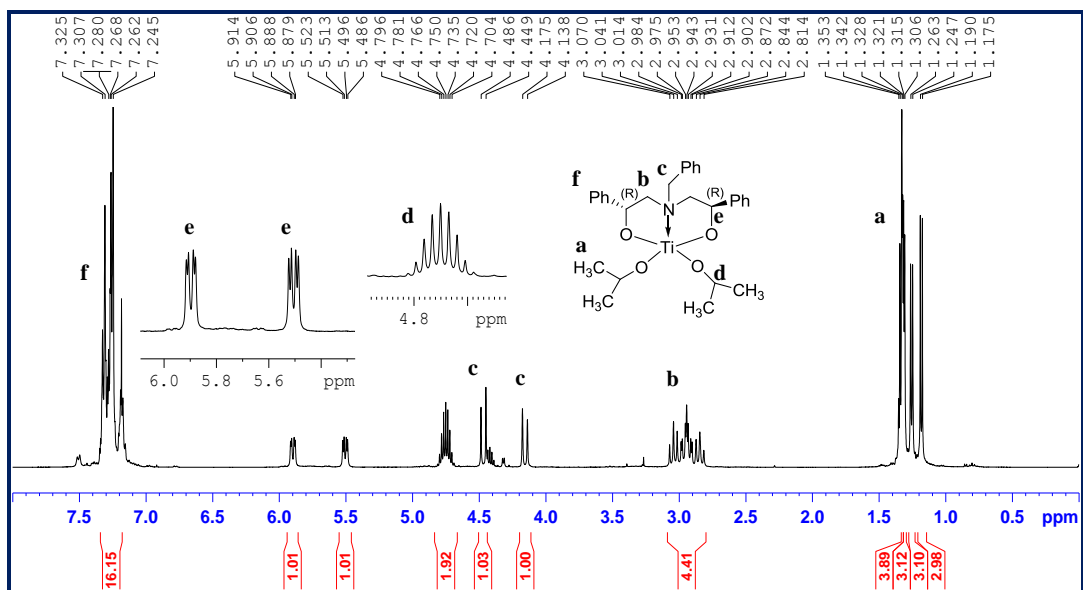 7.325 7.307 7.280 7.268 7.262 7.245 5.914 5.906 5.888 5.879 5.523 5.513 5.496 5.486 4.796 4.781 4.766 4.750 4.735 4.720 4.704 4.486 4.449 4.175 4.138 3.070 3.041 3.014 2.984 2.975 2.953 2.943 2.931 2.912 2.902 2.872 2.844 2.814 1.353 1.342 1.328 1.321 1.315 1.306 1.263 1.247 1.190 1.175
c Ph
f b
(R) (R)
Ph N Ph
d
e e e a
O O
a Ti
f
H3C O O d
CH3
H3C H3C
4.8 ppm
6.0 5.8 5.6 ppm
c c b
7.5 7.0 6.5 6.0 5.5 5.0 4.5 4.0 3.5 3.0 2.5 2.0 1.5 1.0 0.5 ppm
16.15 1.01 1.01 1.92 1.03 1.00 4.41 3.89 3.12 3.10 2.98